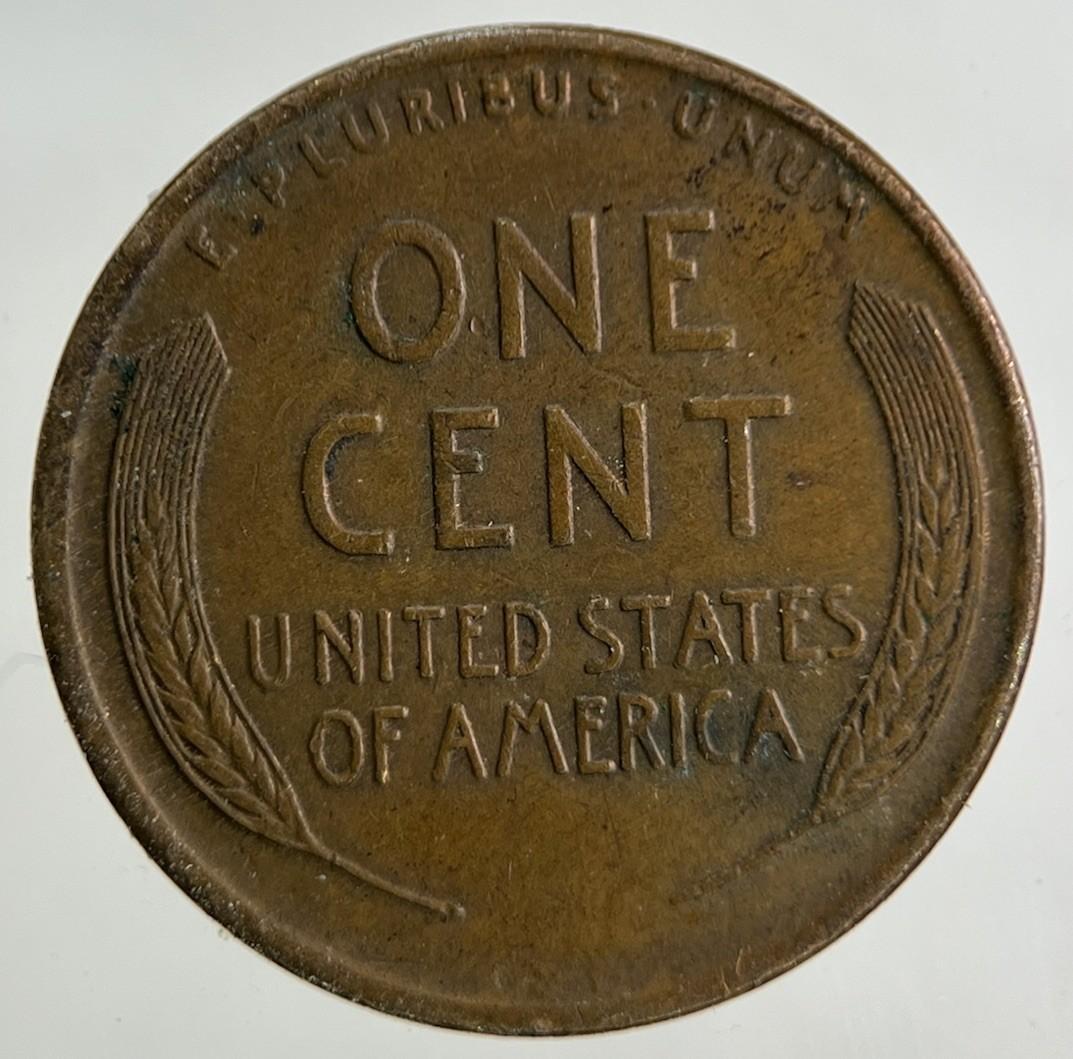 E·PLURIBUS·UNUM
ONE
CENT
UNITED STATES
OF AMERICA